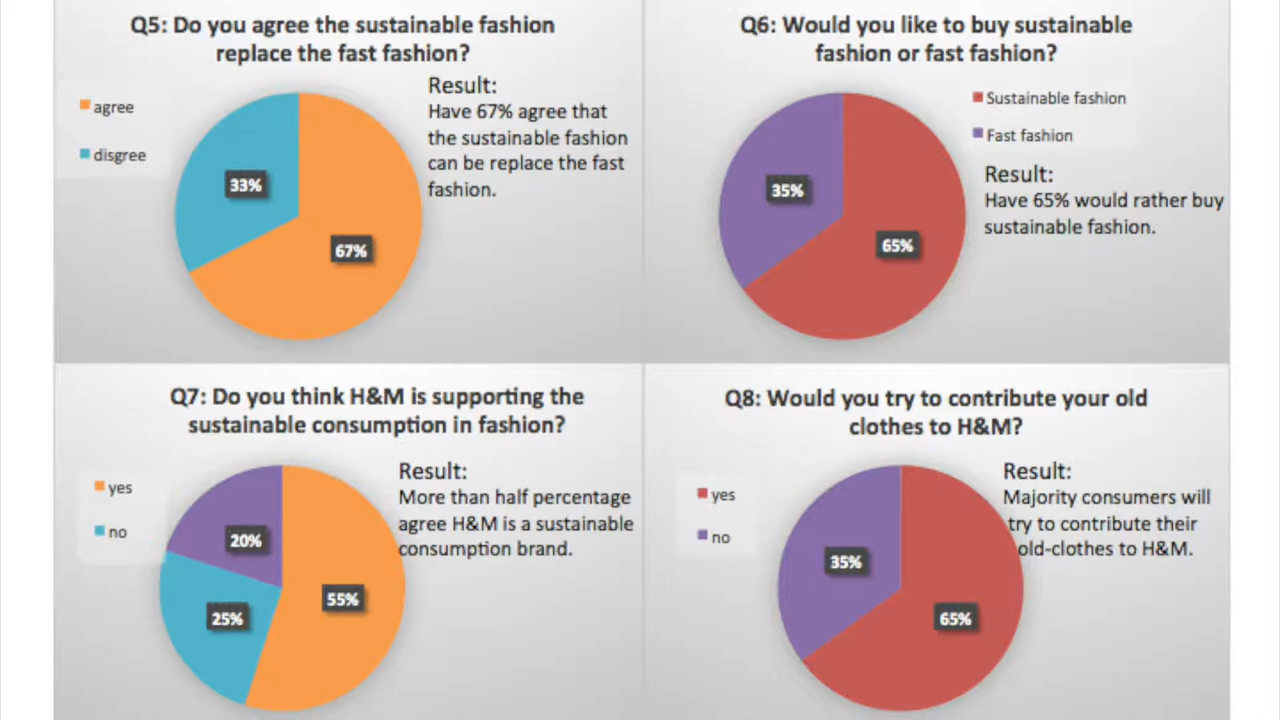 Q5: Do you agree the sustainable fashion
replace the fast fashion?
agree
disgree
33%
67%
Result:
Have 67% agree that
the sustainable fashion
can be replace the fast
fashion.
Q6: Would you like to buy sustainable
fashion or fast fashion?
Sustainable fashion
Fast fashion
35%
65%
Result:
Have 65% would rather buy
sustainable fashion.
Q7: Do you think H&M is supporting the
sustainable consumption in fashion?
yes
no
20%
55%
25%
Result:
More than half percentage
agree H&M is a sustainable
consumption brand.
Q8: Would you try to contribute your old
clothes to H&M?
yes
no
35%
65%
Result:
Majority consumers will
try to contribute their
old-clothes to H&M.